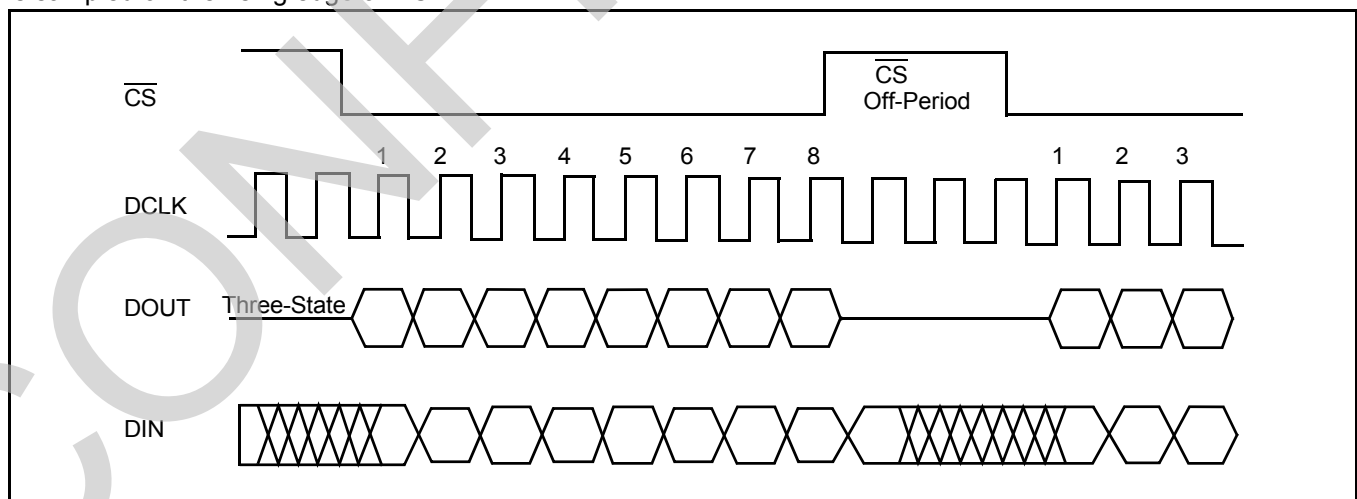 CS
CS
Off-Period
1 2 3 4 5 6 7 8 1 2 3
DCLK
DOUT Three-State
DIN